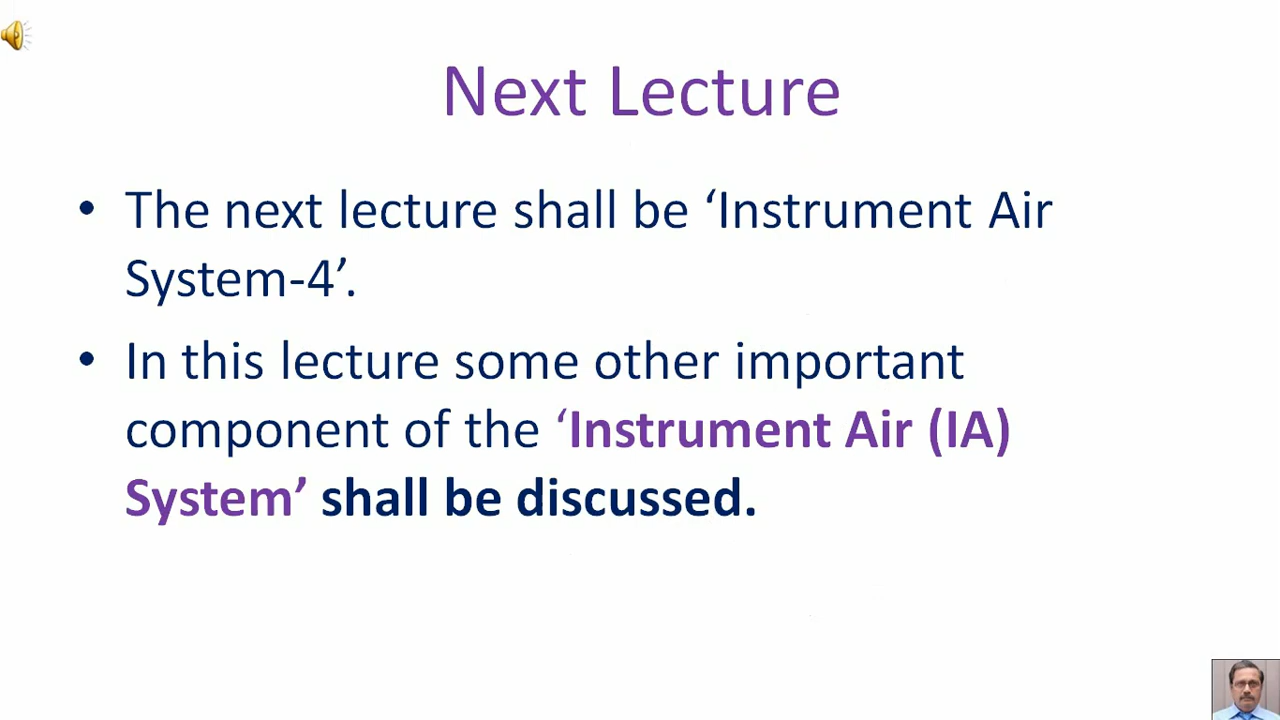 Next Lecture
• The next lecture shall be ‘Instrument Air
System-4’.
• In this lecture some other important
component of the ‘Instrument Air (IA)
System’ shall be discussed.